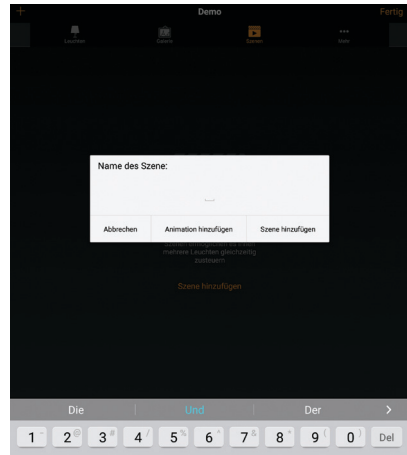 + Demo Fertig
Leuchten Galerie Szenen Mehr
Name des Szene:
Abbrechen Animation hinzufügen Szene hinzufügen
mehrere Leuchten gleichzeitig
zusteuern.
Szene hinzufügen
Die Und Der >
1 - 2 @ 3 # 4 / 5 % 6 ^ 7 & 8 * 9 ( 0 ) Del